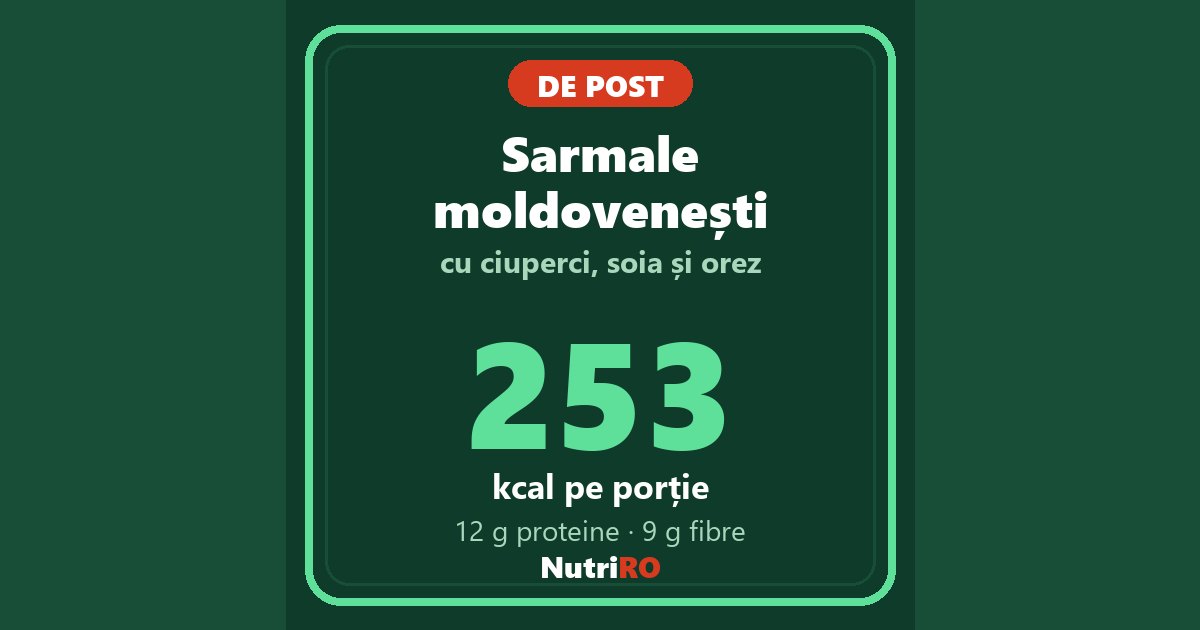 DE POST
Sarmale
moldovenești
cu ciuperci, soia și orez
253
kcal pe porție
12 g proteine · 9 g fibre
NutriRO